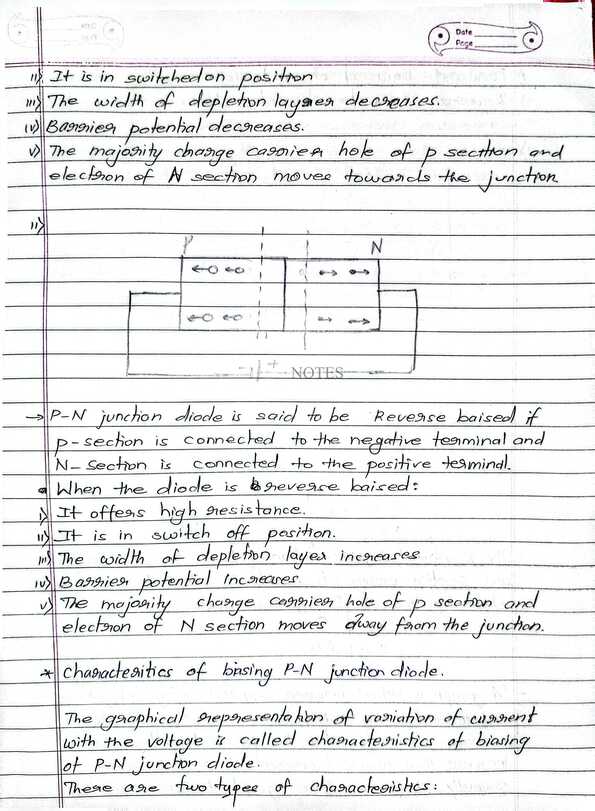 Date
Page
ii) It is in switched on position
iii) The width of depletion layer decreases.
iv) Barrier potential decreases.
v) The majority charge carrier hole of p section and
electron of N section moves towards the junction.
ii)
P N
- +
NOTES
→ P-N junction diode is said to be Reverse baised if
p-section is connected to the negative terminal and
N-section is connected to the positive terminal.
When the diode is reverse baised:
i) It offers high resistance.
ii) It is in switch off position.
iii) The width of depletion layer increases
iv) Barrier potential Increases
v) The majority charge carrier hole of p section and
electron of N section moves away from the junction.
* Characteritics of biasing P-N junction diode.
The graphical representation of variation of current
with the voltage is called characteristics of biasing
of P-N junction diode.
There are two types of characteristics: